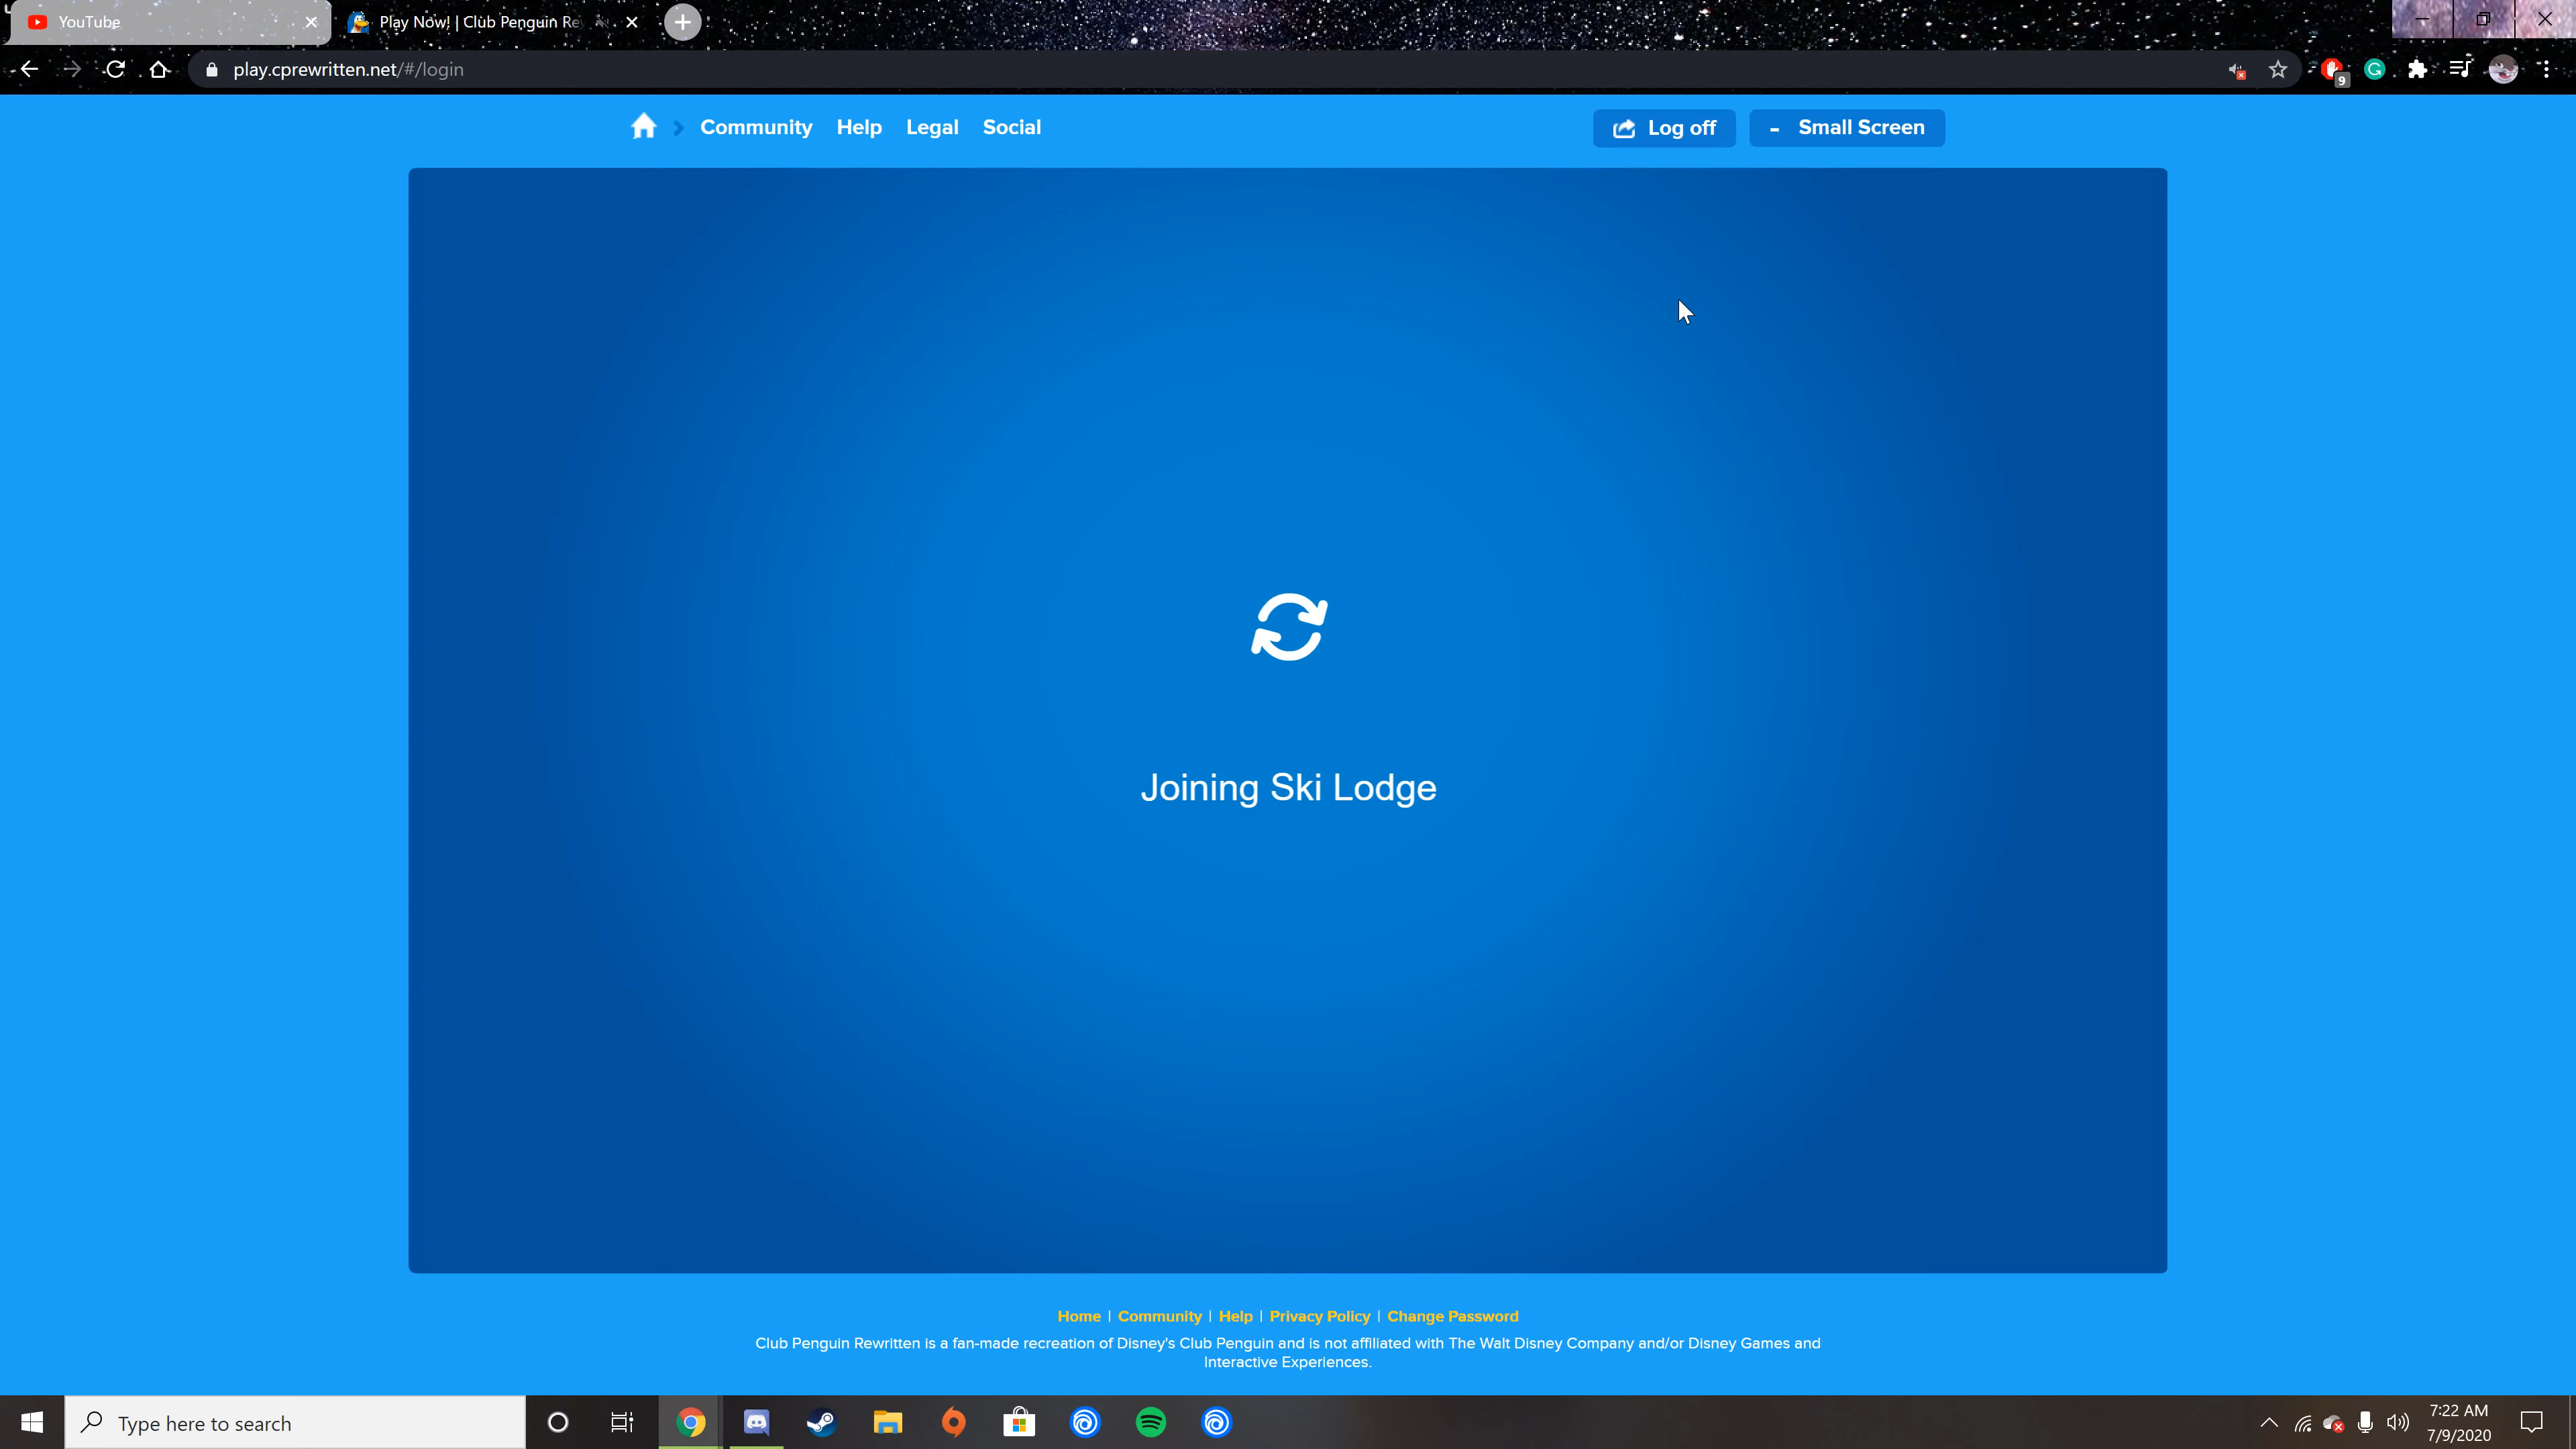 YouTube
Play Now! | Club Penguin Re
play.cprewritten.net/#/login
9
Community Help Legal Social
Log off
- Small Screen
Joining Ski Lodge
Home | Community | Help | Privacy Policy | Change Password
Club Penguin Rewritten is a fan-made recreation of Disney's Club Penguin and is not affiliated with The Walt Disney Company and/or Disney Games and
Interactive Experiences.
Type here to search
7:22 AM
7/9/2020